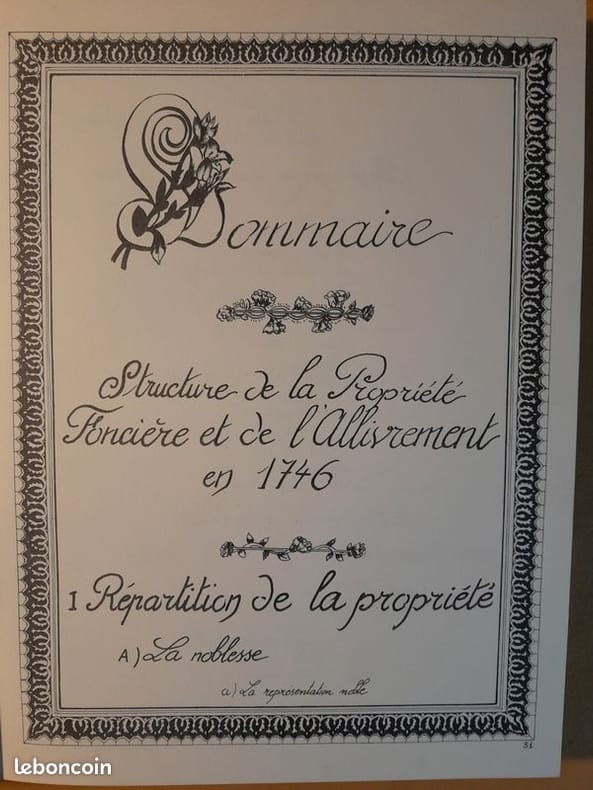 Sommaire
Structure de la Propriété
Foncière et de l'Allivrement
en 1746
I Répartition de la propriété
A) La noblesse
a) La représentation noble
51
leboncoin